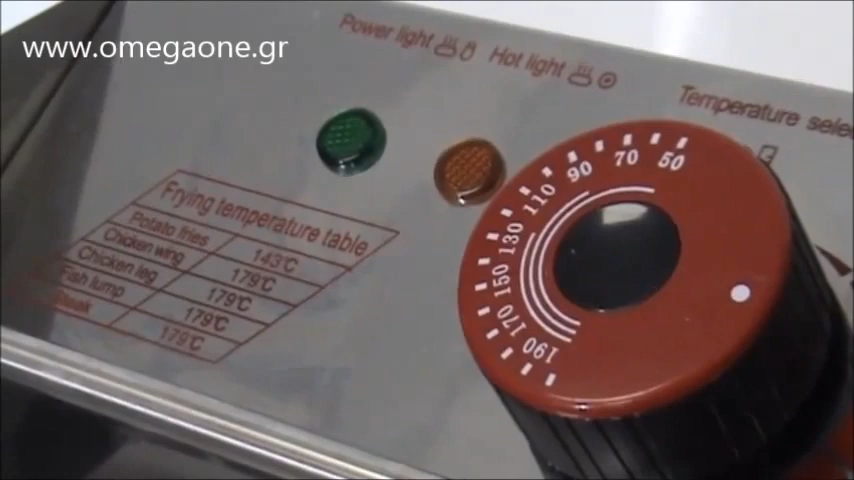 www.omegaone.gr
Power light
Hot light
Temperature
Frying temperature table
Potato fries 143℃
Chicken wing 179℃
Chicken leg 179℃
Fish lump 179℃
Steak 179℃
50
70
90
110
130
150
170
190